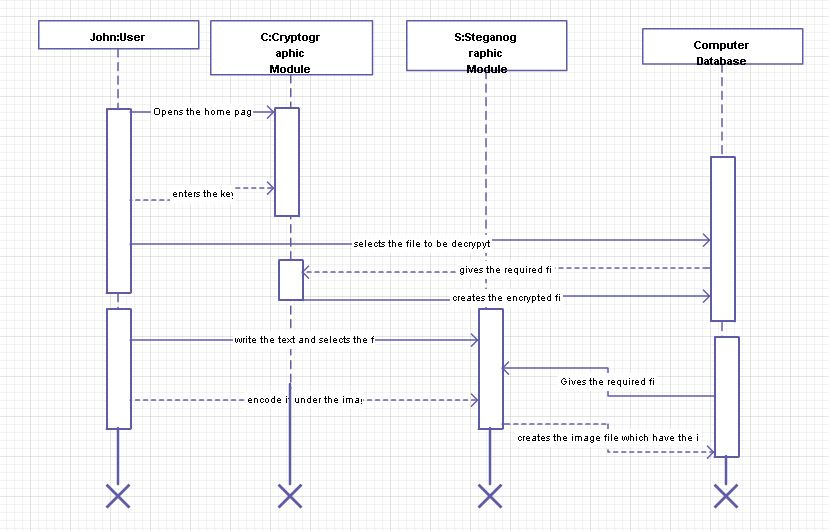 John:User
C:Cryptogr
aphic
Module
S:Steganog
raphic
Module
Computer
Database
Opens the home pag
enters the key
selects the file to be decrypyt
gives the required fi
creates the encrypted fi
write the text and selects the f
Gives the required fi
encode it under the imag
creates the image file which have the i